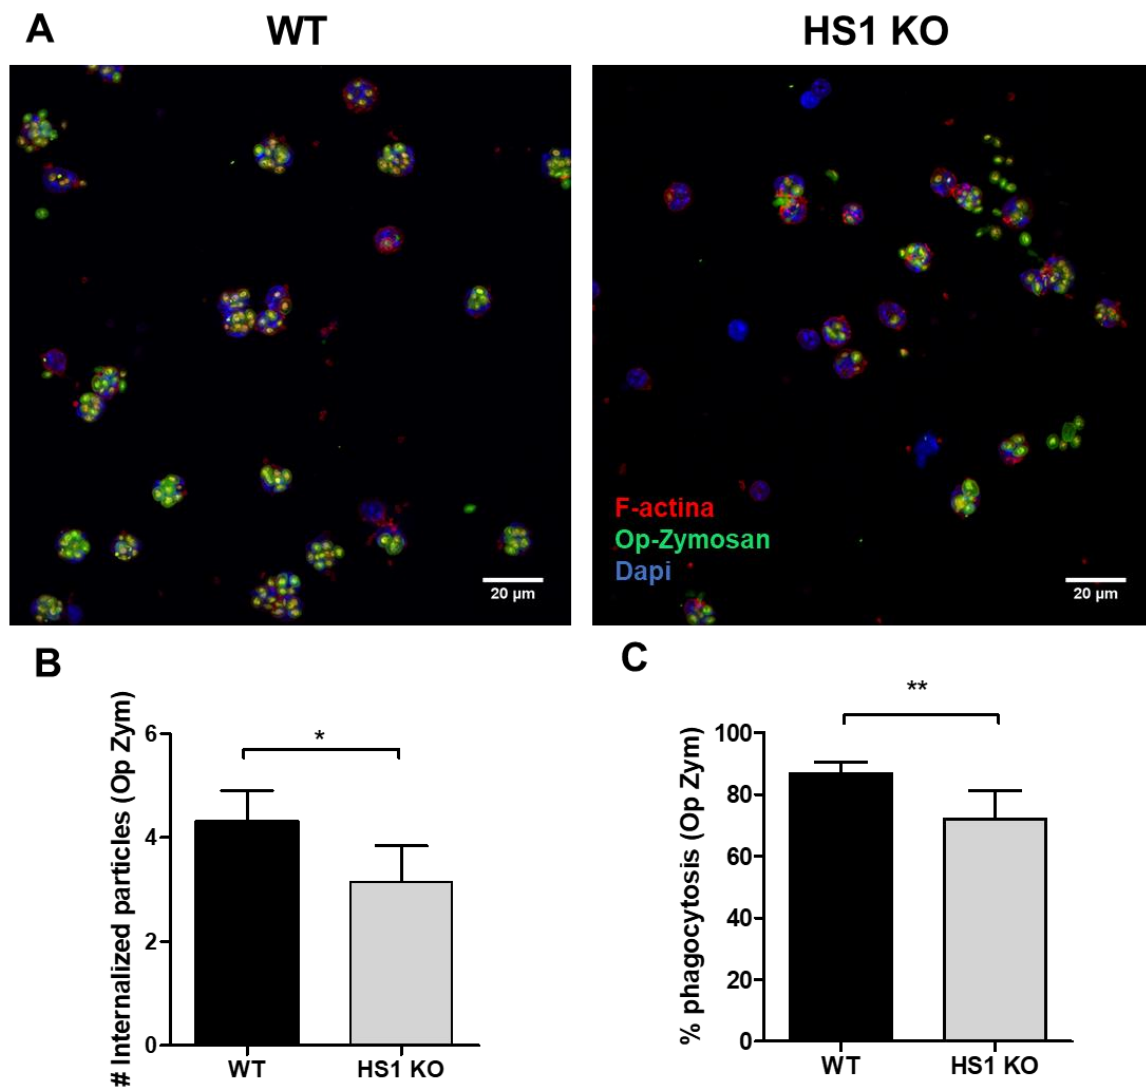 A
WT
HS1 KO
20 µm
F-actina
Op-Zymosan
Dapi
20 µm
B
# Internalized particles (Op Zym)
6
4
2
0
*
WT
HS1 KO
C
% phagocytosis (Op Zym)
100
80
60
40
20
0
**
WT
HS1 KO